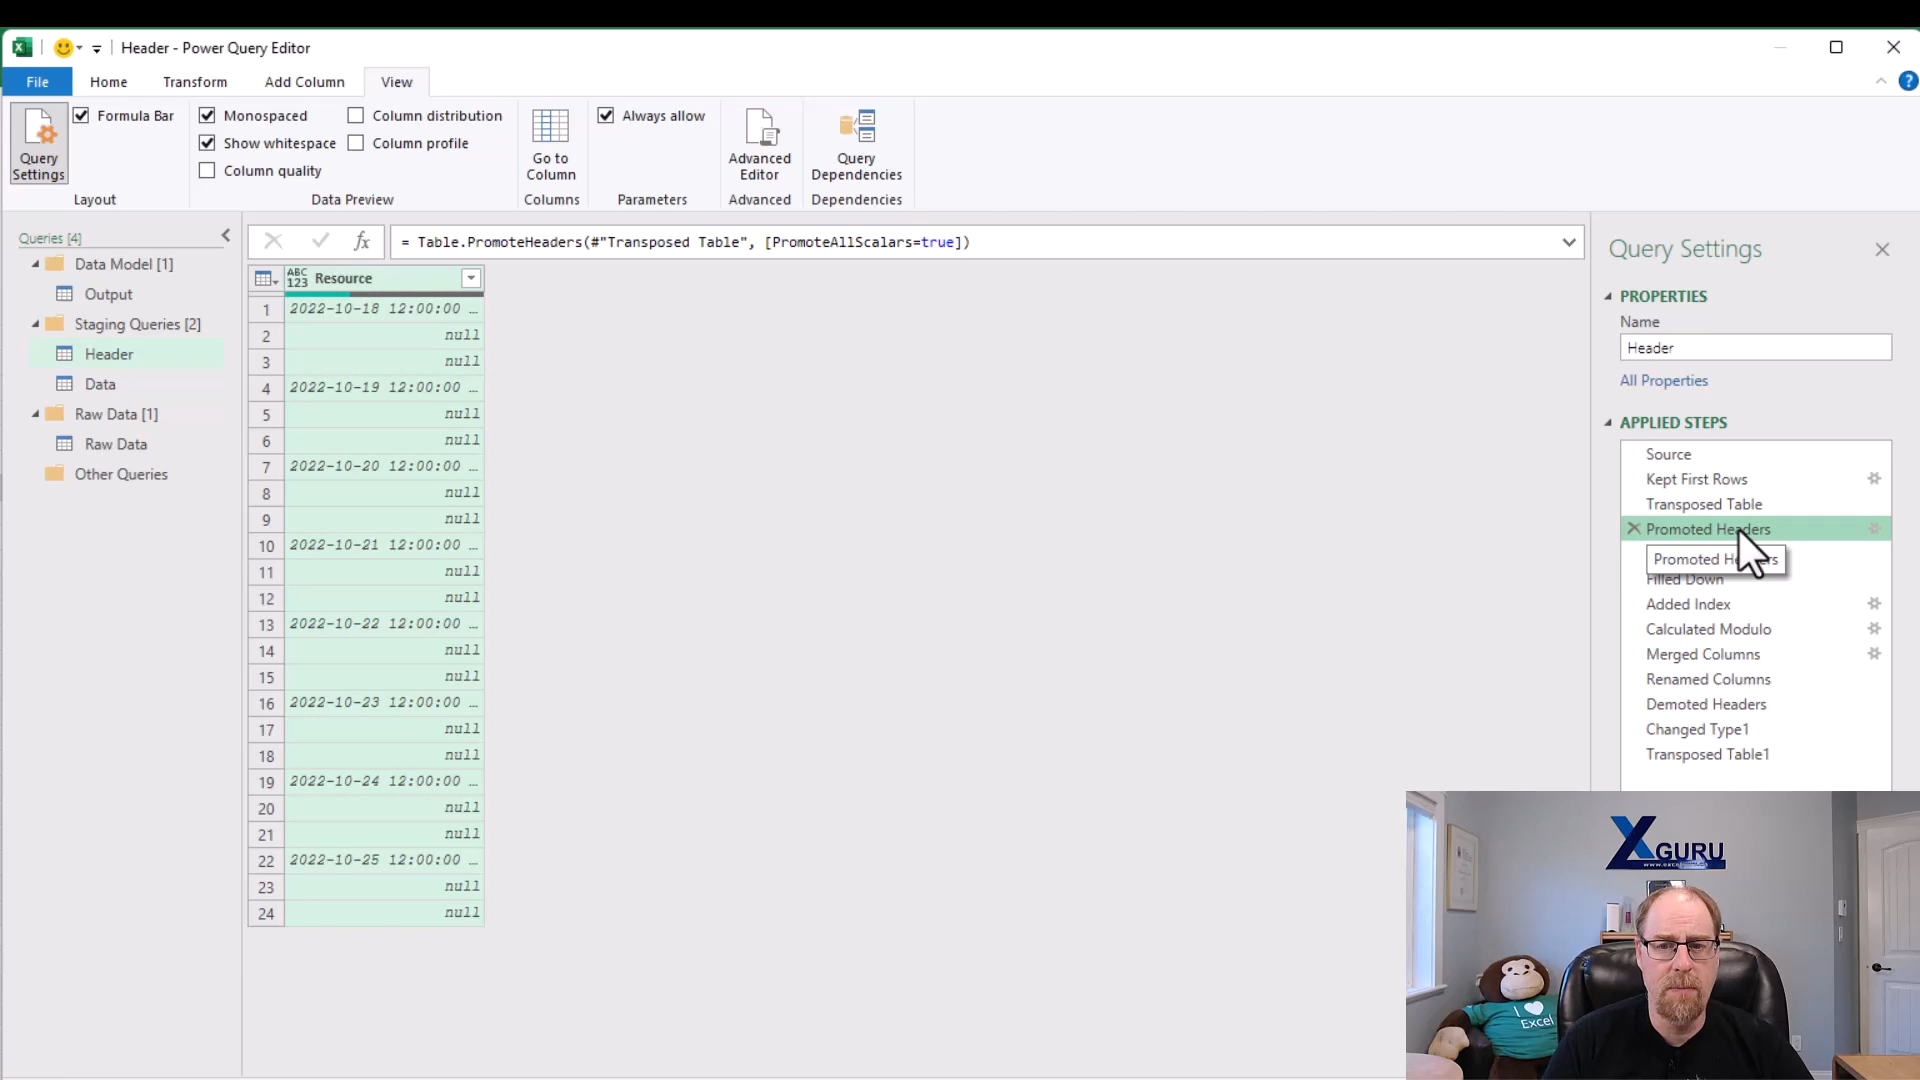 Header - Power Query Editor
File
Home
Transform
Add Column
View
Query
Settings
Formula Bar
Layout
Monospaced
Show whitespace
Column quality
Column distribution
Column profile
Data Preview
Go to
Column
Columns
Always allow
Parameters
Advanced
Editor
Advanced
Query
Dependencies
Dependencies
Queries [4]
Data Model [1]
Output
Staging Queries [2]
Header
Data
Raw Data [1]
Raw Data
Other Queries
fx
= Table.PromoteHeaders(#"Transposed Table", [PromoteAllScalars=true])
ABC
123
Resource
1 2022-10-18 12:00:00 …
2 null
3 null
4 2022-10-19 12:00:00 …
5 null
6 null
7 2022-10-20 12:00:00 …
8 null
9 null
10 2022-10-21 12:00:00 …
11 null
12 null
13 2022-10-22 12:00:00 …
14 null
15 null
16 2022-10-23 12:00:00 …
17 null
18 null
19 2022-10-24 12:00:00 …
20 null
21 null
22 2022-10-25 12:00:00 …
23 null
24 null
Query Settings
PROPERTIES
Name
Header
All Properties
APPLIED STEPS
Source
Kept First Rows
Transposed Table
Promoted Headers
Filled Down
Added Index
Calculated Modulo
Merged Columns
Renamed Columns
Demoted Headers
Changed Type1
Transposed Table1
X GURU
I ❤ Excel